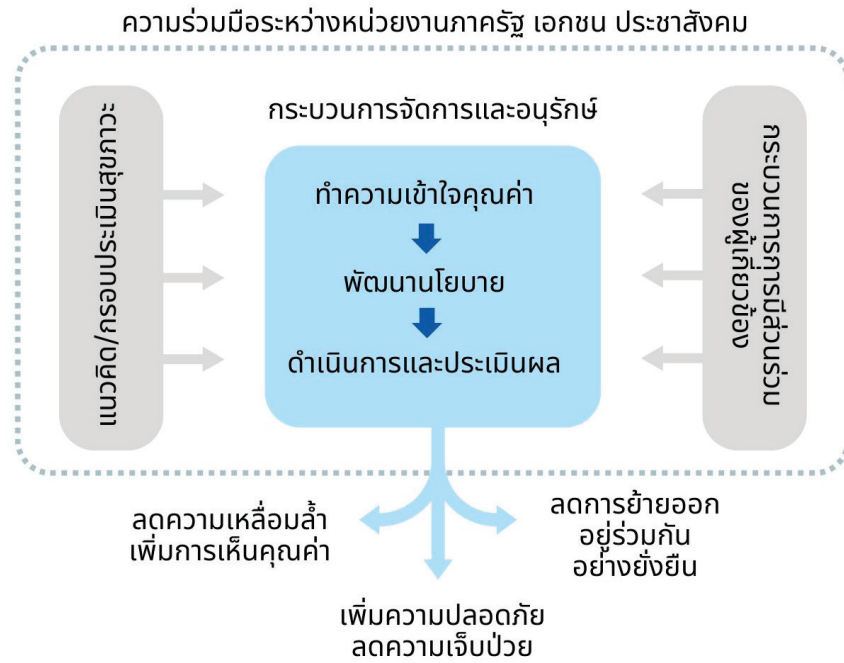 ความร่วมมือระหว่างหน่วยงานภาครัฐ เอกชน ประชาสังคม
แนวคิด/กรอบประเมินสุขภาวะ
กระบวนการจัดการและอนุรักษ์
ทำความเข้าใจคุณค่า
พัฒนานโยบาย
ดำเนินการและประเมินผล
กระบวนการการมีส่วนร่วม
ของผู้เกี่ยวข้อง
ลดความเหลื่อมล้ำ
เพิ่มการเห็นคุณค่า
เพิ่มความปลอดภัย
ลดความเจ็บป่วย
ลดการย้ายออก
อยู่ร่วมกัน
อย่างยั่งยืน